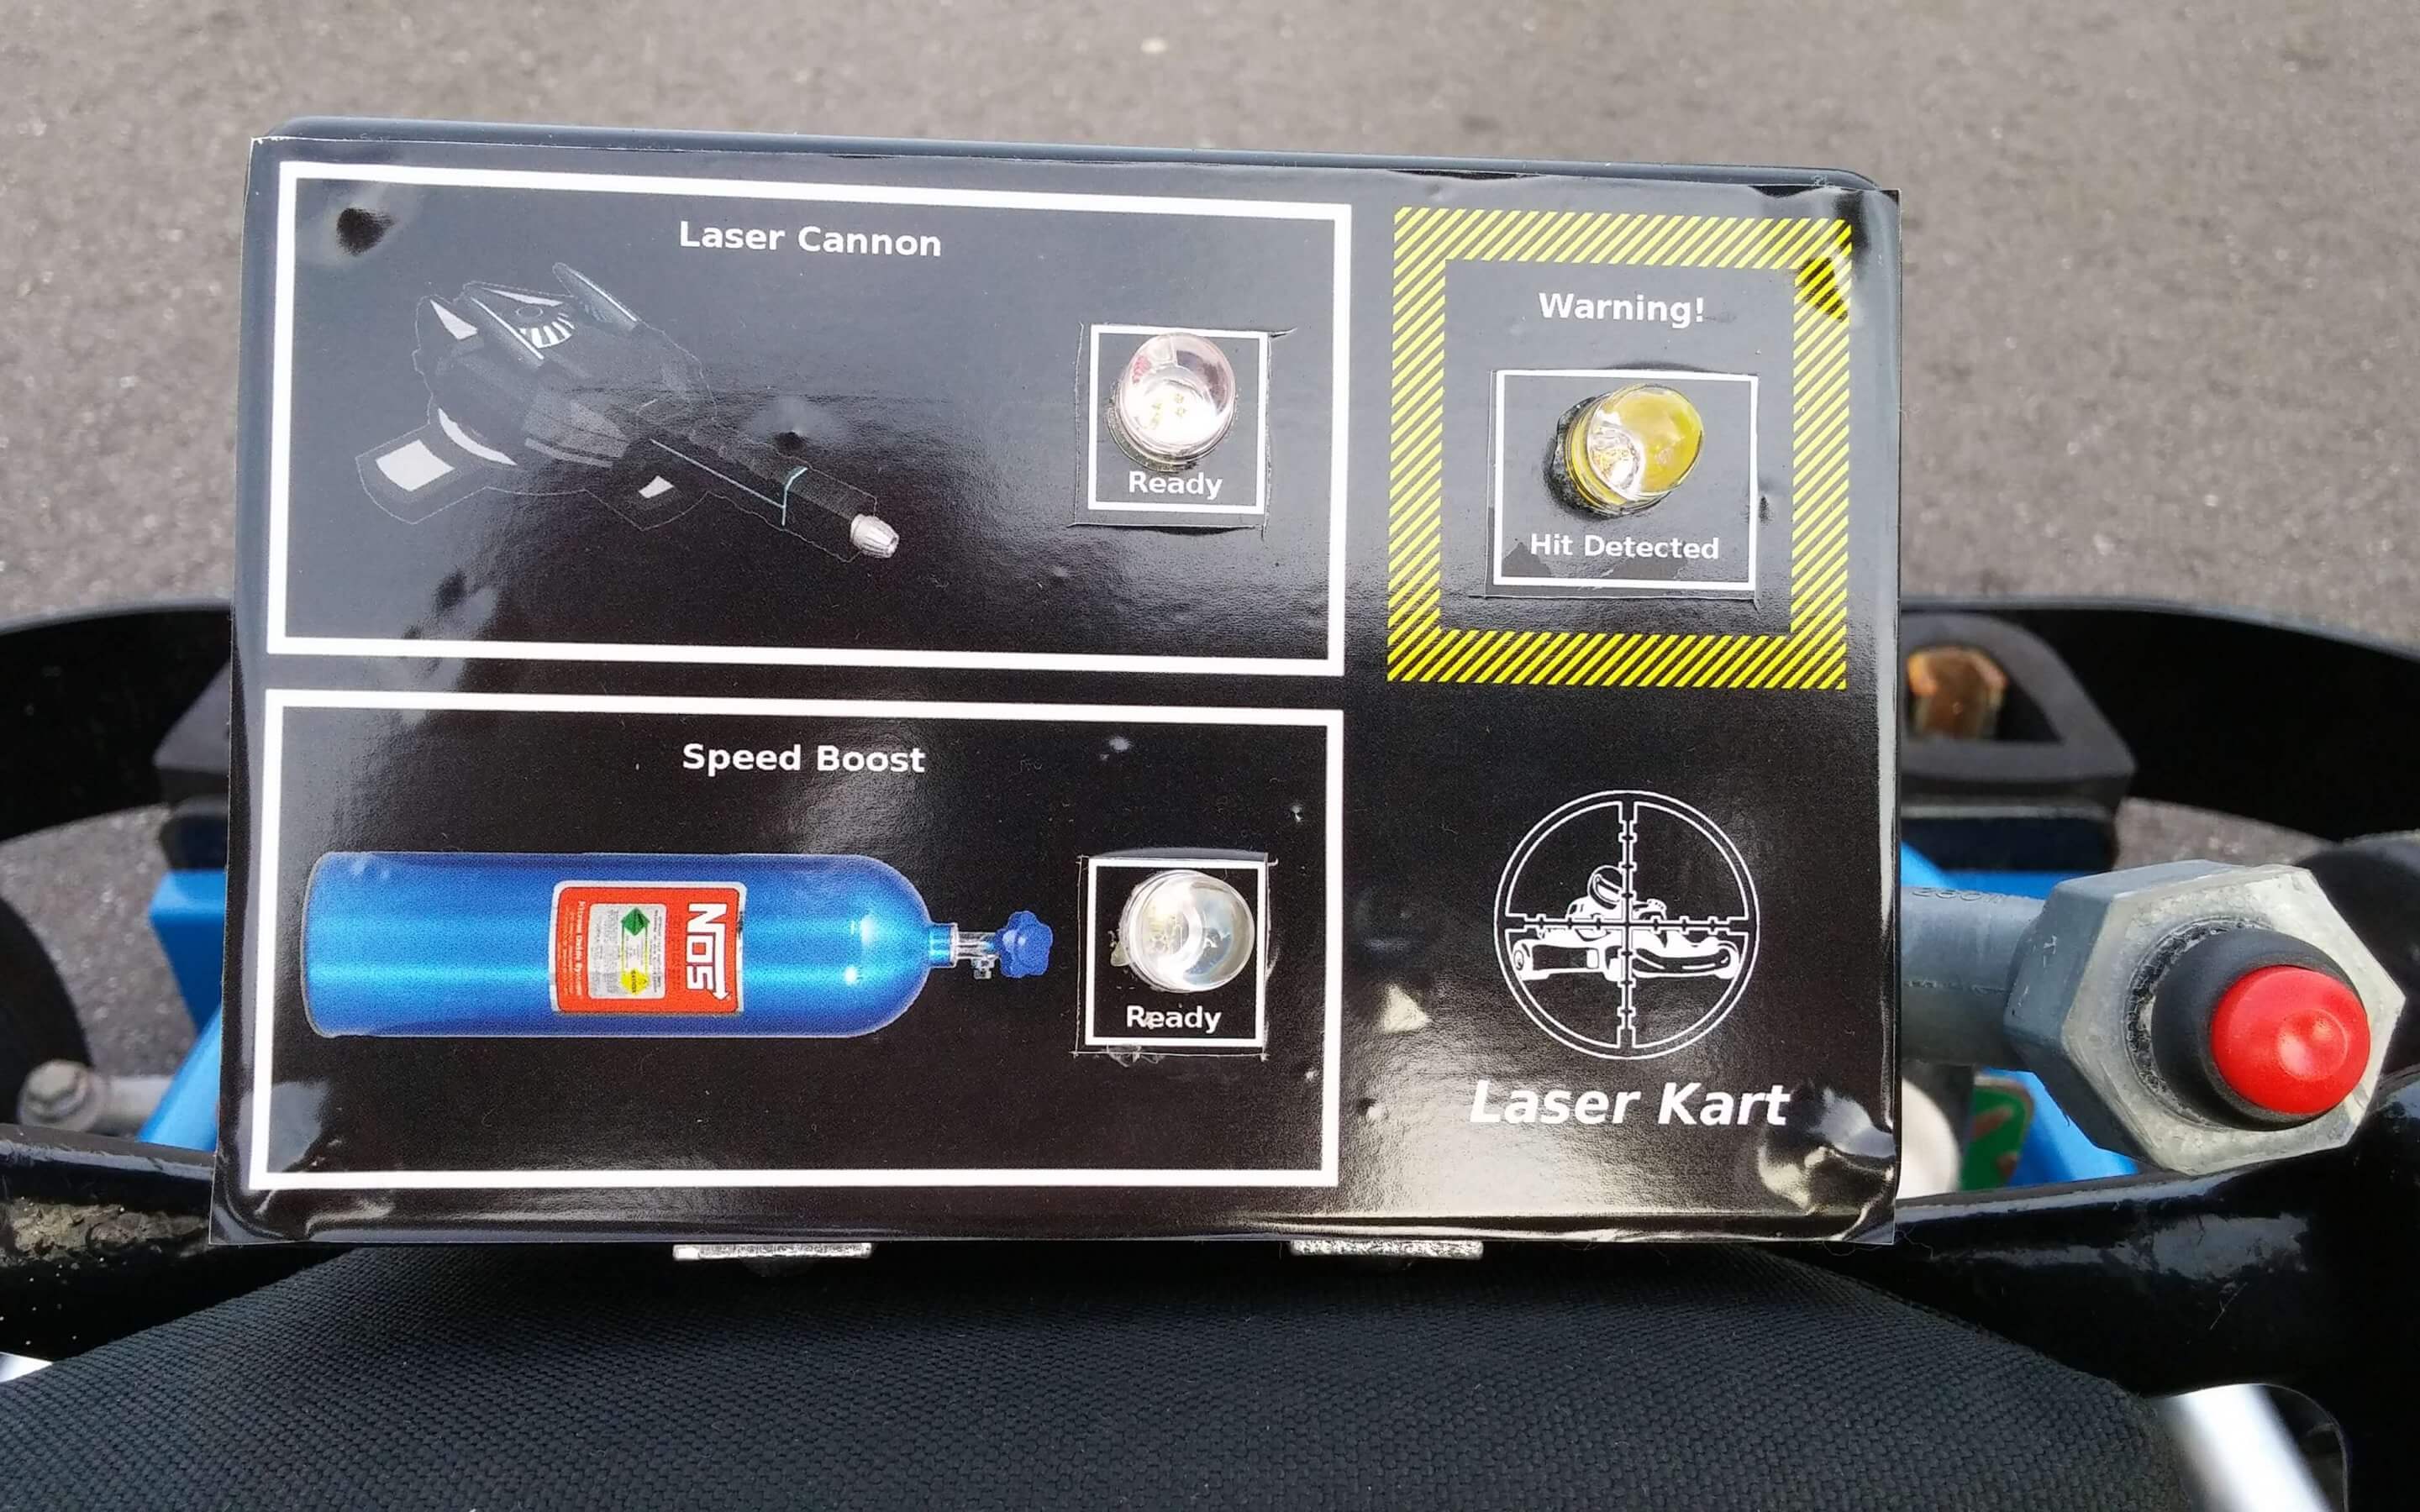 Laser Cannon
Ready
Warning!
Hit Detected
Speed Boost
NOS
Ready
Laser Kart